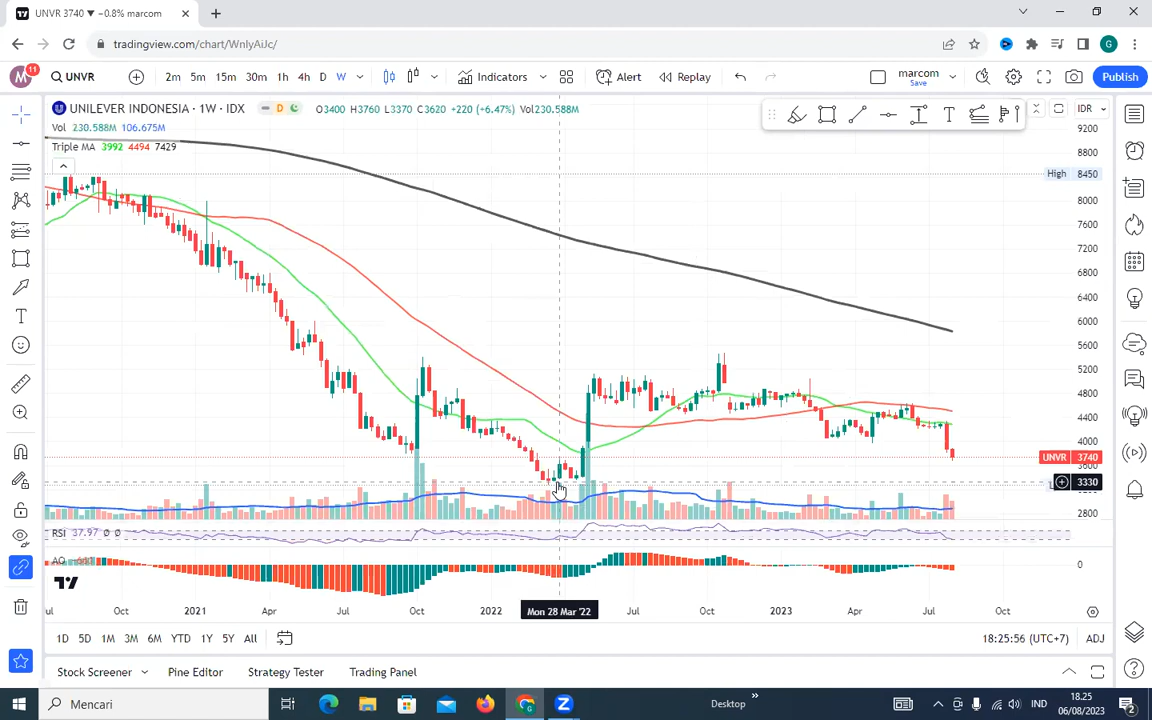 UNVR 3740 ▼ −0.8% marcom
tradingview.com/chart/WnlyAiJc/
G
M 11 UNVR 2m 5m 15m 30m 1h 4h D W Indicators Alert Replay marcom Save Publish
UNILEVER INDONESIA · 1W · IDX D O3400 H3760 L3370 C3620 +220 (+6.47%) Vol230.588M
IDR
Vol 230.588M 106.675M
Triple MA 3992 4494 7429
9200
8800
High 8450
8000
7600
7200
6800
6400
6000
5600
5200
4800
4400
4000
UNVR 3740
3600
3330
2800
RSI 37.97 ø ø
AO
0
Oct 2021 Apr Jul Oct 2022 Mon 28 Mar '22 Jul Oct 2023 Apr Jul Oct
1D 5D 1M 3M 6M YTD 1Y 5Y All
18:25:56 (UTC+7) ADJ
Stock Screener Pine Editor Strategy Tester Trading Panel
Mencari
Desktop
IND
18.25
06/08/2023
2